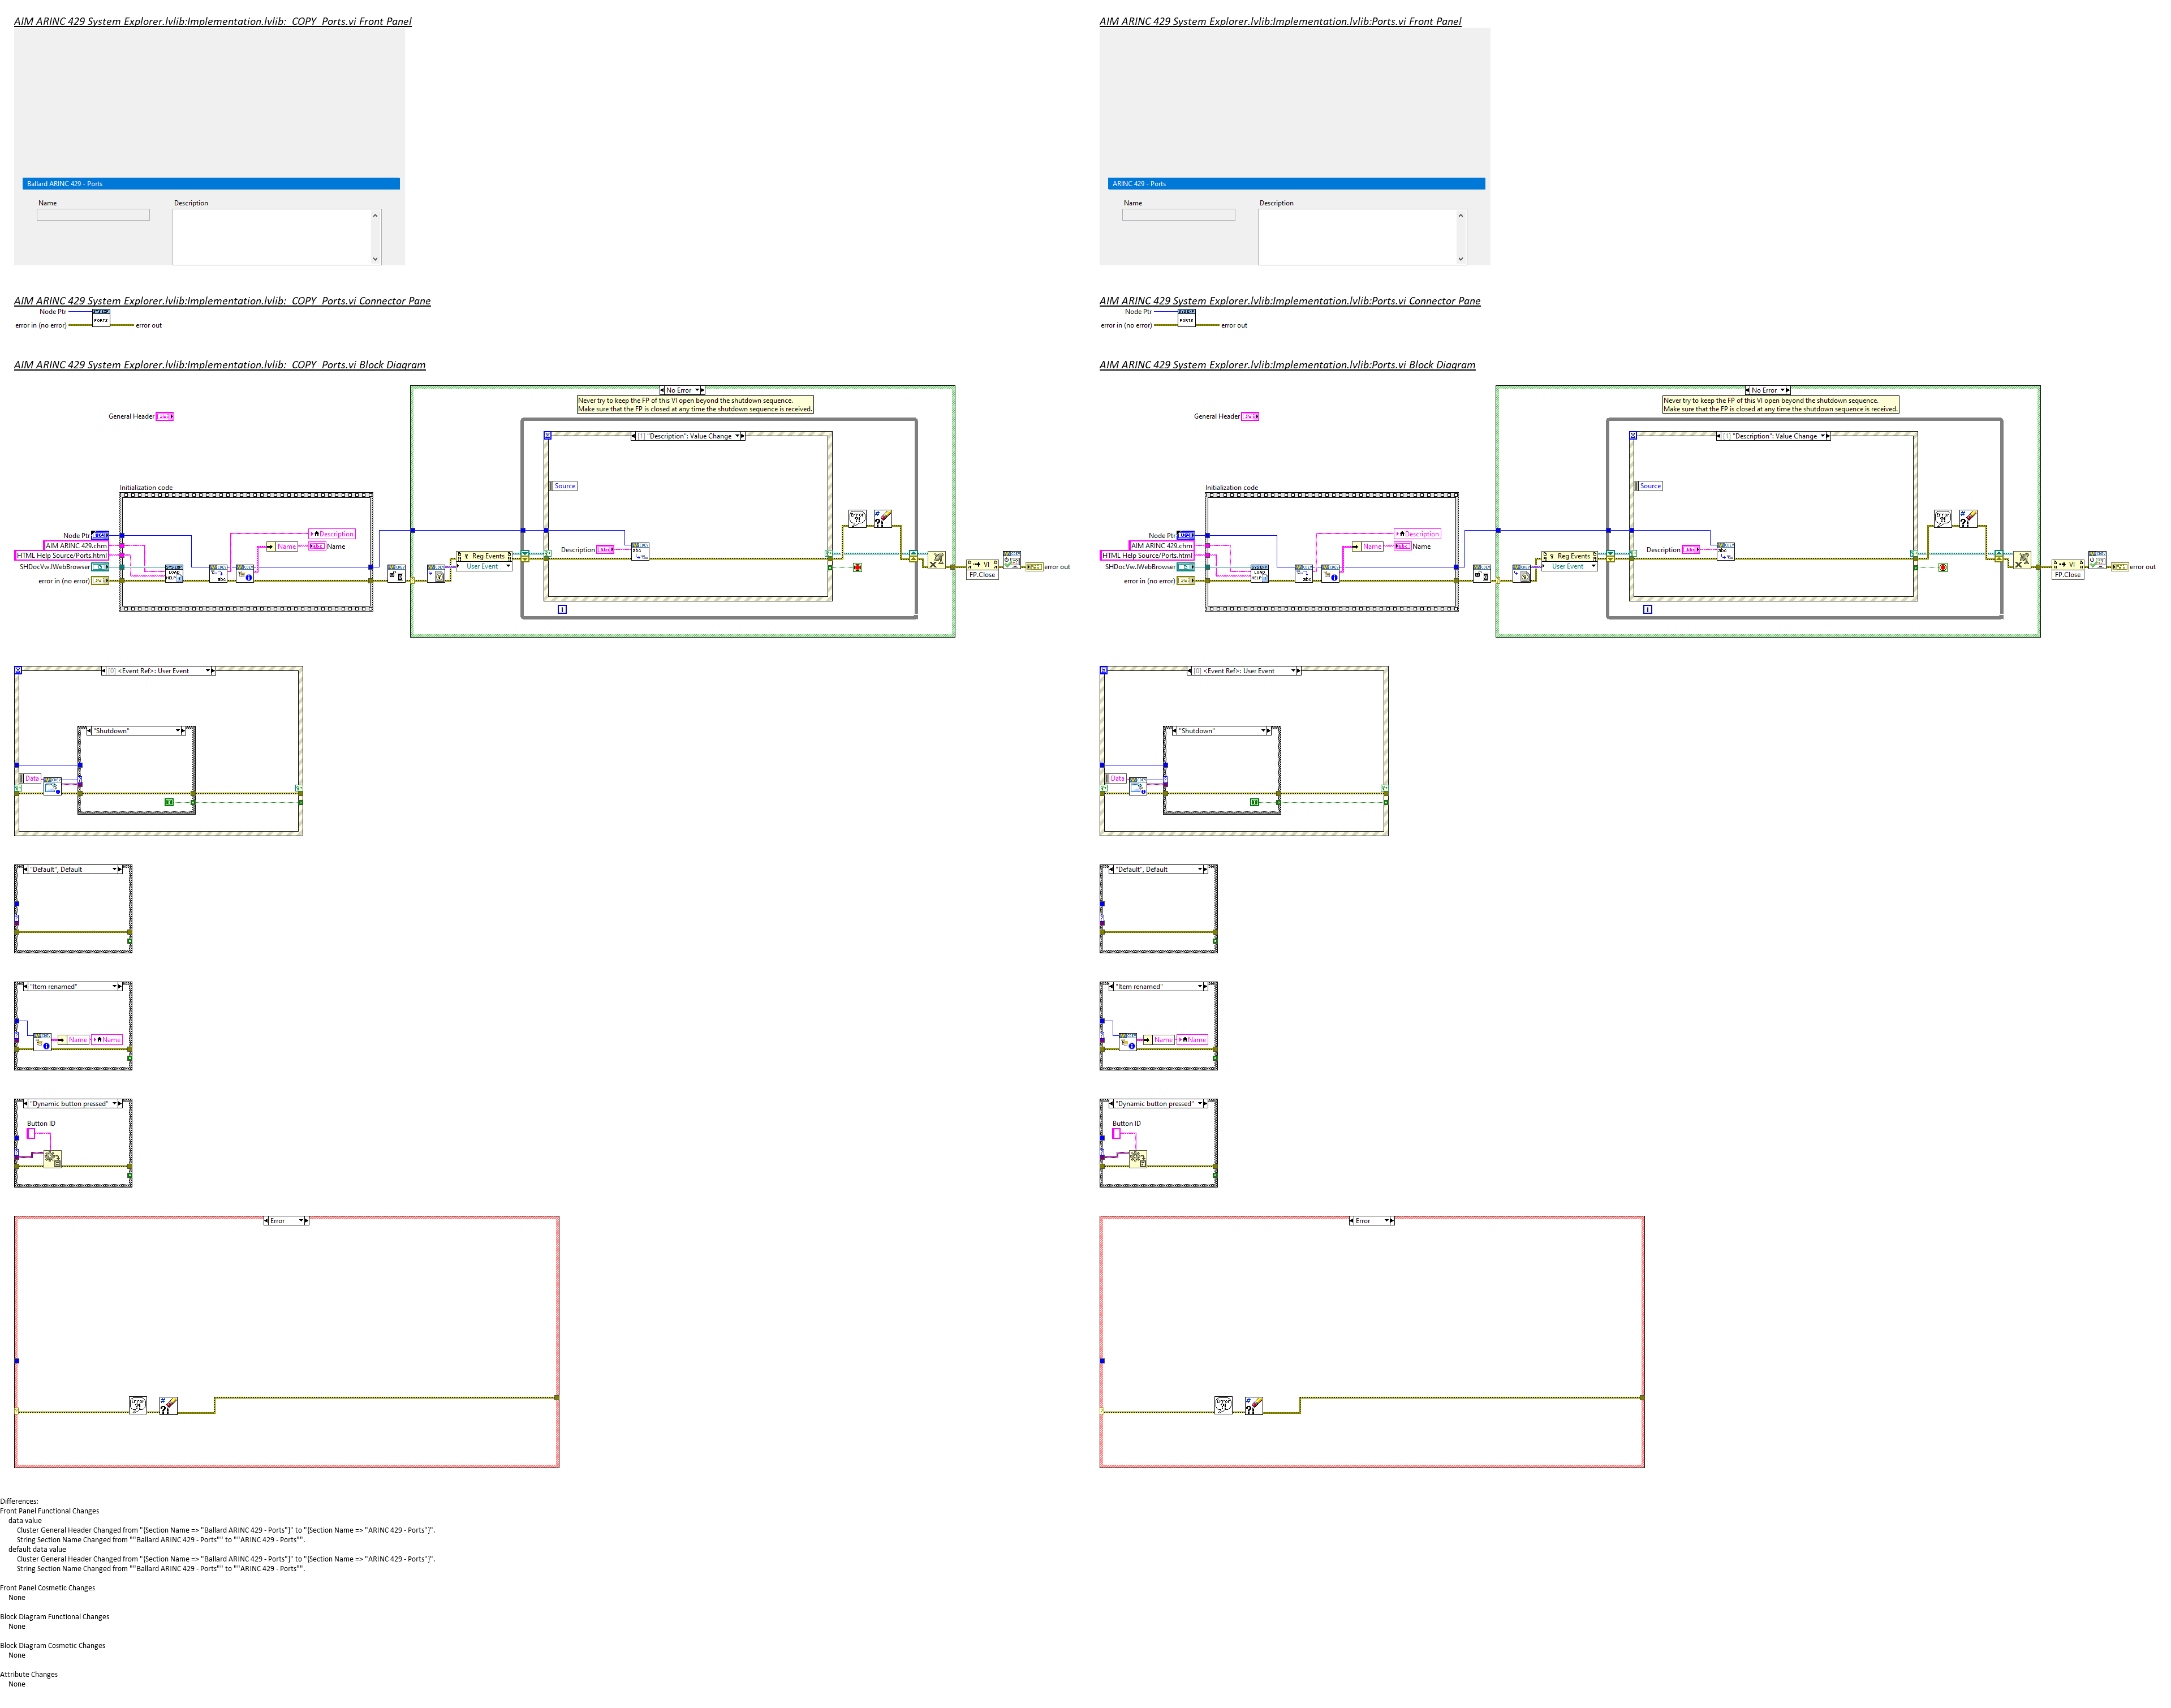 AIM ARINC 429 System Explorer.lvlib:Implementation.lvlib:_COPY_Ports.vi Front Panel
Ballard ARINC 429 - Ports
Name
Description
AIM ARINC 429 System Explorer.lvlib:Implementation.lvlib:_COPY_Ports.vi Connector Pane
Node Ptr
PORTS
error in (no error)
error out
AIM ARINC 429 System Explorer.lvlib:Implementation.lvlib:_COPY_Ports.vi Block Diagram
No Error
Never try to keep the FP of this VI open beyond the shutdown sequence.
Make sure that the FP is closed at any time the shutdown sequence is received.
General Header
[1] "Description": Value Change
Source
Initialization code
Node Ptr
Description
AIM ARINC 429.chm
Name
Name
HTML Help Source/Ports.html
Description
SHDocVw.IWebBrowser
LOAD
HELP
Reg Events
User Event
error in (no error)
VI
FP.Close
error out
[0] <Event Ref>: User Event
"Shutdown"
Data
"Default", Default
"Item renamed"
Name
Name
"Dynamic button pressed"
Button ID
Error
AIM ARINC 429 System Explorer.lvlib:Implementation.lvlib:Ports.vi Front Panel
ARINC 429 - Ports
Name
Description
AIM ARINC 429 System Explorer.lvlib:Implementation.lvlib:Ports.vi Connector Pane
Node Ptr
PORTS
error in (no error)
error out
AIM ARINC 429 System Explorer.lvlib:Implementation.lvlib:Ports.vi Block Diagram
No Error
Never try to keep the FP of this VI open beyond the shutdown sequence.
Make sure that the FP is closed at any time the shutdown sequence is received.
General Header
[1] "Description": Value Change
Source
Initialization code
Node Ptr
Description
AIM ARINC 429.chm
Name
Name
HTML Help Source/Ports.html
Description
SHDocVw.IWebBrowser
LOAD
HELP
Reg Events
User Event
error in (no error)
VI
FP.Close
error out
[0] <Event Ref>: User Event
"Shutdown"
Data
"Default", Default
"Item renamed"
Name
Name
"Dynamic button pressed"
Button ID
Error
Differences:
Front Panel Functional Changes
data value
Cluster General Header Changed from "{Section Name => "Ballard ARINC 429 - Ports"}" to "{Section Name => "ARINC 429 - Ports"}".
String Section Name Changed from ""Ballard ARINC 429 - Ports"" to ""ARINC 429 - Ports"".
default data value
Cluster General Header Changed from "{Section Name => "Ballard ARINC 429 - Ports"}" to "{Section Name => "ARINC 429 - Ports"}".
String Section Name Changed from ""Ballard ARINC 429 - Ports"" to ""ARINC 429 - Ports"".
Front Panel Cosmetic Changes
None
Block Diagram Functional Changes
None
Block Diagram Cosmetic Changes
None
Attribute Changes
None